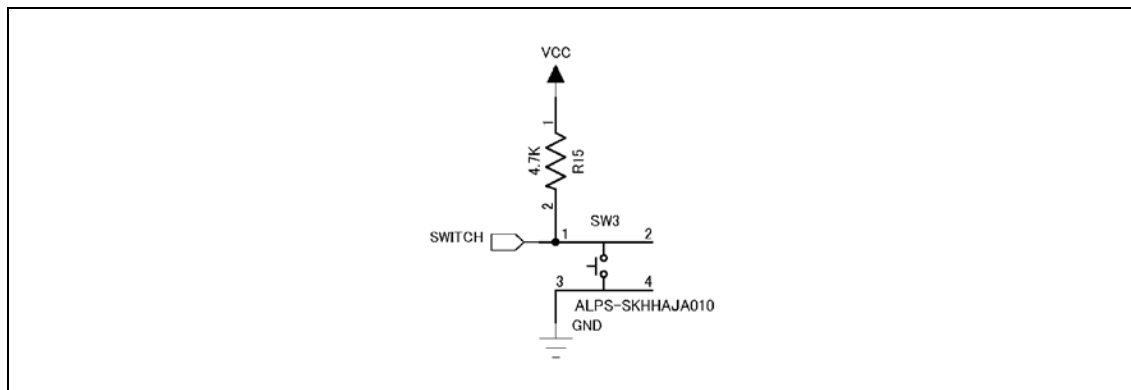 VCC
1
4.7K
R15
2
SW3
SWITCH
1
2
3
4
ALPS-SKHHAJA010
GND